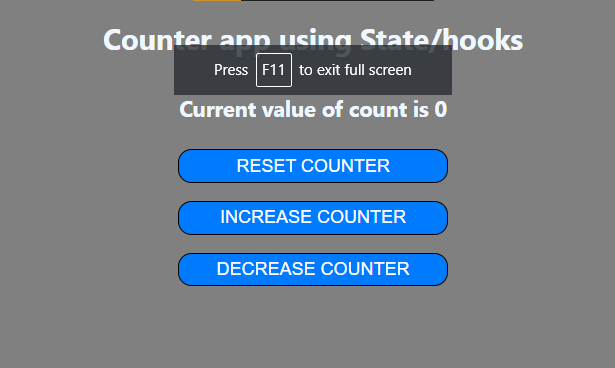 Counter app using State/hooks
Press F11 to exit full screen
Current value of count is 0
RESET COUNTER
INCREASE COUNTER
DECREASE COUNTER